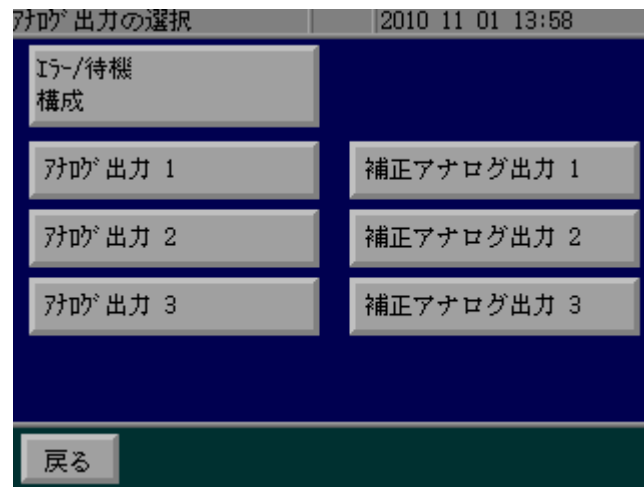 アナログ出力の選択 2010 11 01 13:58
エラー/待機
構成
アナログ出力 1 補正アナログ出力 1
アナログ出力 2 補正アナログ出力 2
アナログ出力 3 補正アナログ出力 3
戻る